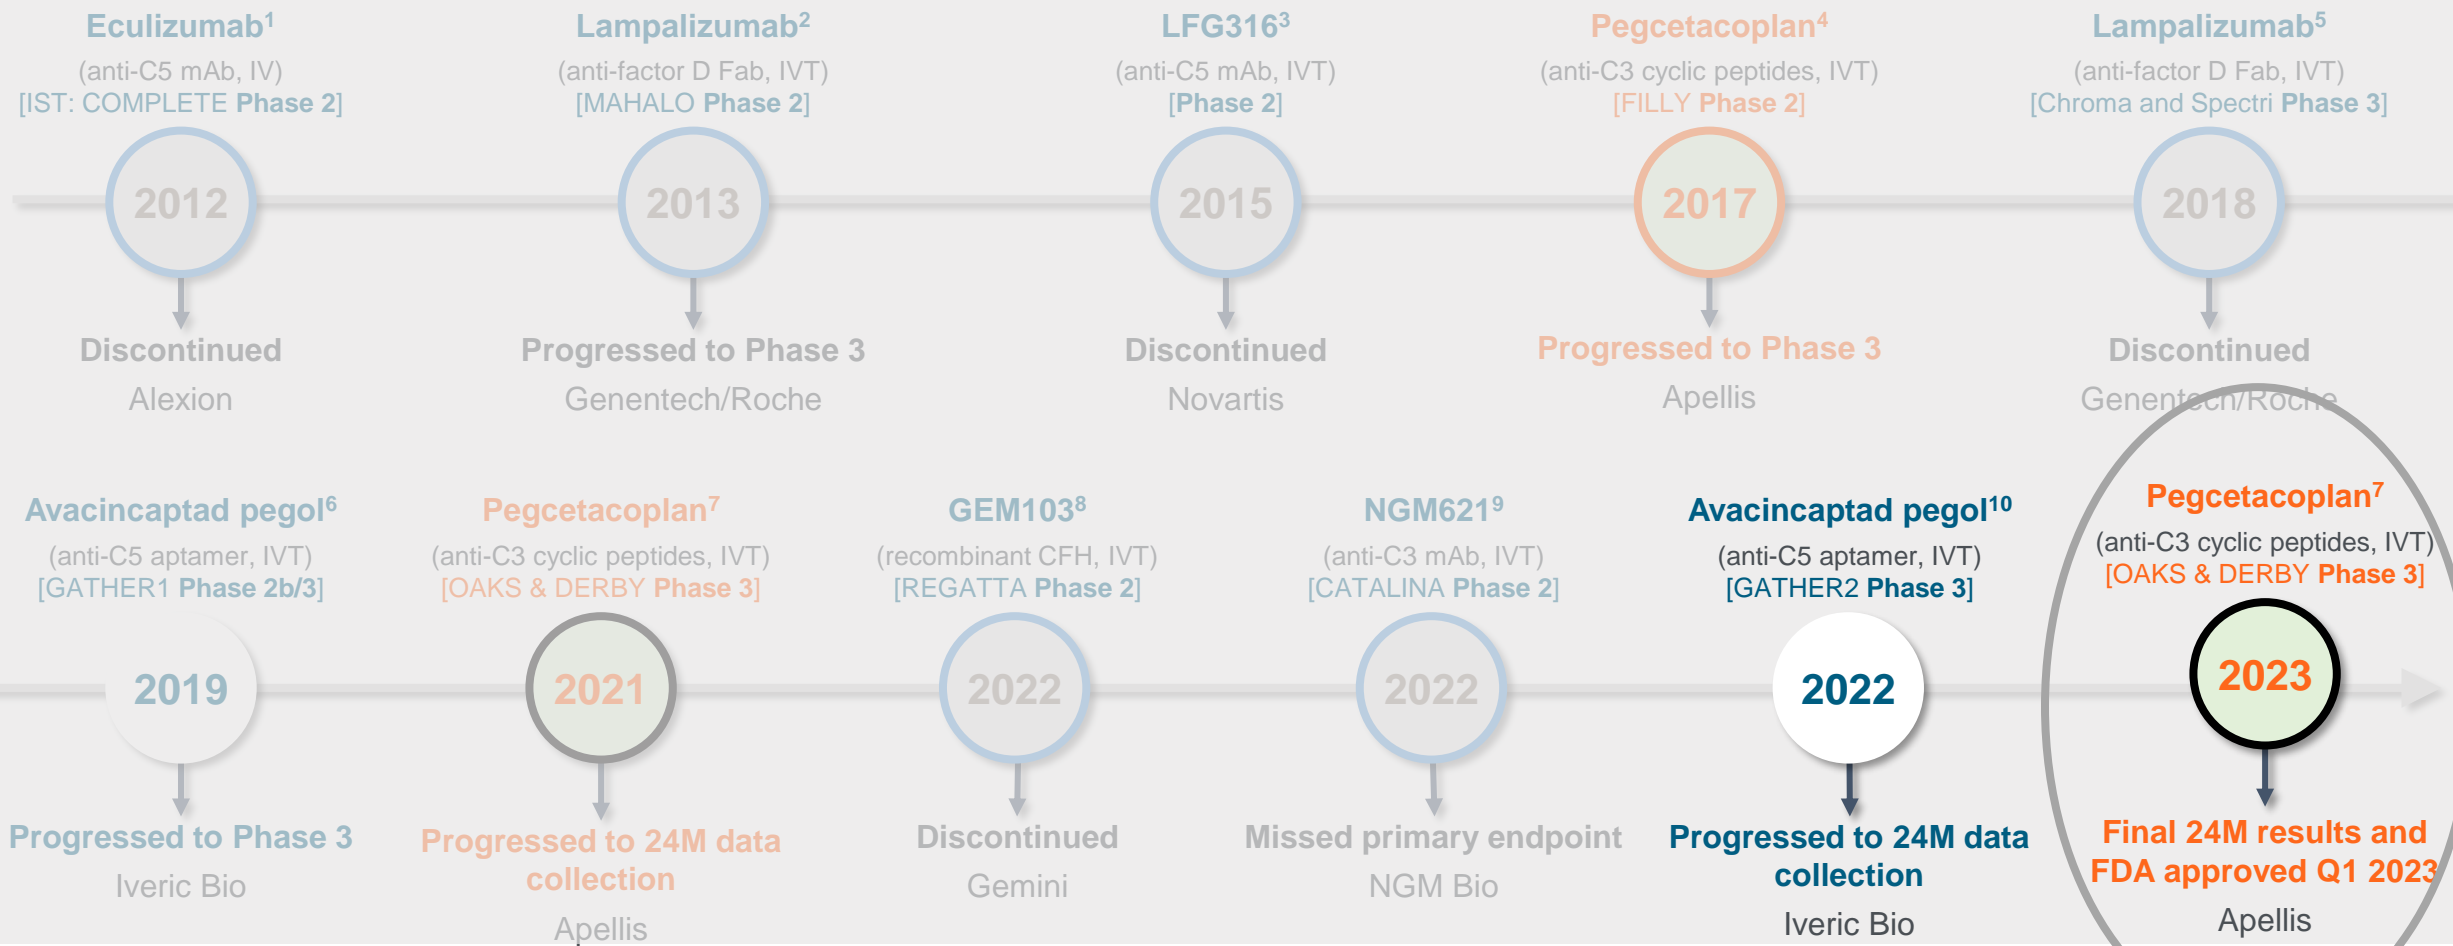 Eculizumab¹
(anti-C5 mAb, IV)
[IST: COMPLETE Phase 2]
2012
Discontinued
Alexion
Lampalizumab²
(anti-factor D Fab, IVT)
[MAHALO Phase 2]
2013
Progressed to Phase 3
Genentech/Roche
LFG316³
(anti-C5 mAb, IVT)
[Phase 2]
2015
Discontinued
Novartis
Pegcetacoplan⁴
(anti-C3 cyclic peptides, IVT)
[FILLY Phase 2]
2017
Progressed to Phase 3
Apellis
Lampalizumab⁵
(anti-factor D Fab, IVT)
[Chroma and Spectri Phase 3]
2018
Discontinued
Genentech/Roche
Avacincaptad pegol⁶
(anti-C5 aptamer, IVT)
[GATHER1 Phase 2b/3]
2019
Progressed to Phase 3
Iveric Bio
Pegcetacoplan⁷
(anti-C3 cyclic peptides, IVT)
[OAKS & DERBY Phase 3]
2021
Progressed to 24M data
collection
Apellis
GEM103⁸
(recombinant CFH, IVT)
[REGATTA Phase 2]
2022
Discontinued
Gemini
NGM621⁹
(anti-C3 mAb, IVT)
[CATALINA Phase 2]
2022
Missed primary endpoint
NGM Bio
Avacincaptad pegol¹⁰
(anti-C5 aptamer, IVT)
[GATHER2 Phase 3]
2022
Progressed to 24M data
collection
Iveric Bio
Pegcetacoplan⁷
(anti-C3 cyclic peptides, IVT)
[OAKS & DERBY Phase 3]
2023
Final 24M results and
FDA approved Q1 2023
Apellis